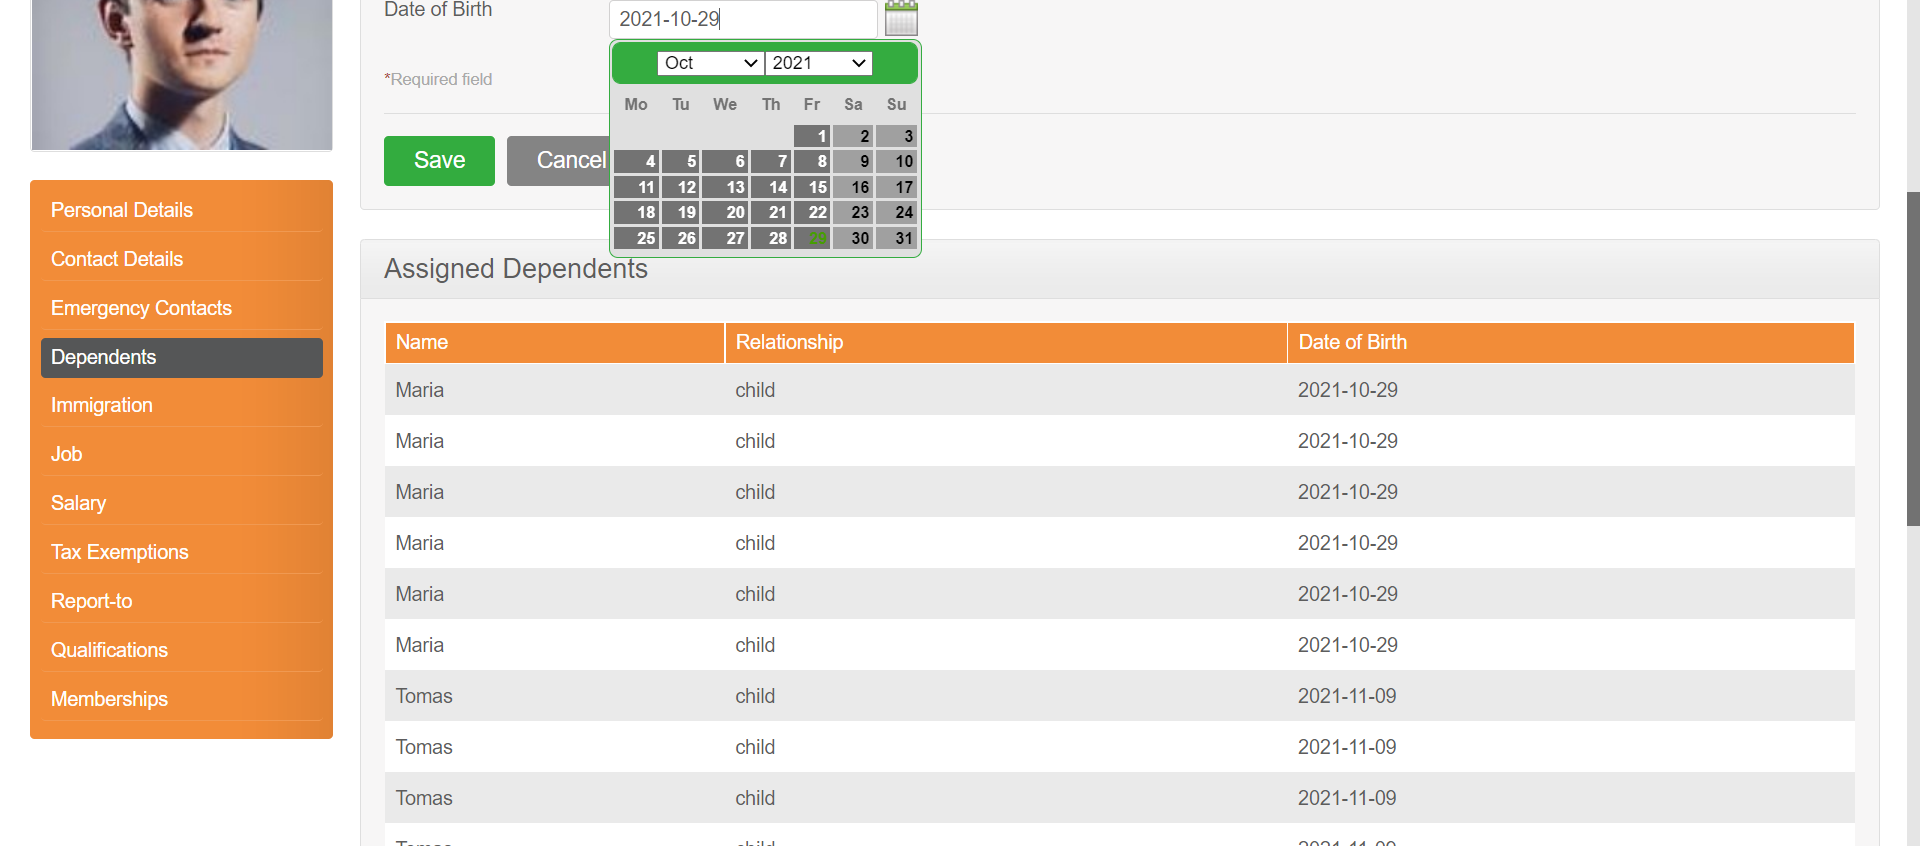 Date of Birth
2021-10-29
*Required field
Oct 2021
Mo Tu We Th Fr Sa Su
1 2 3
4 5 6 7 8 9 10
11 12 13 14 15 16 17
18 19 20 21 22 23 24
25 26 27 28 29 30 31
Save Cancel
Personal Details
Contact Details
Emergency Contacts
Dependents
Immigration
Job
Salary
Tax Exemptions
Report-to
Qualifications
Memberships
Assigned Dependents
Name Relationship Date of Birth
Maria child 2021-10-29
Maria child 2021-10-29
Maria child 2021-10-29
Maria child 2021-10-29
Maria child 2021-10-29
Maria child 2021-10-29
Tomas child 2021-11-09
Tomas child 2021-11-09
Tomas child 2021-11-09